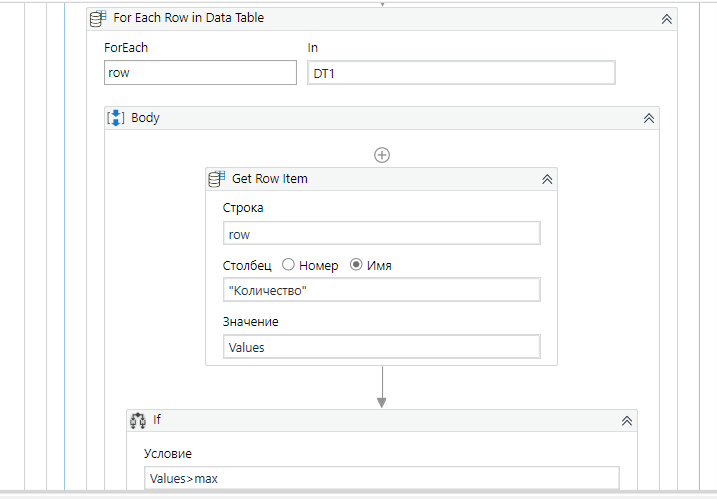 For Each Row in Data Table
ForEach In
row DT1
Body
Get Row Item
Строка
row
Столбец Номер Имя
"Количество"
Значение
Values
If
Условие
Values>max